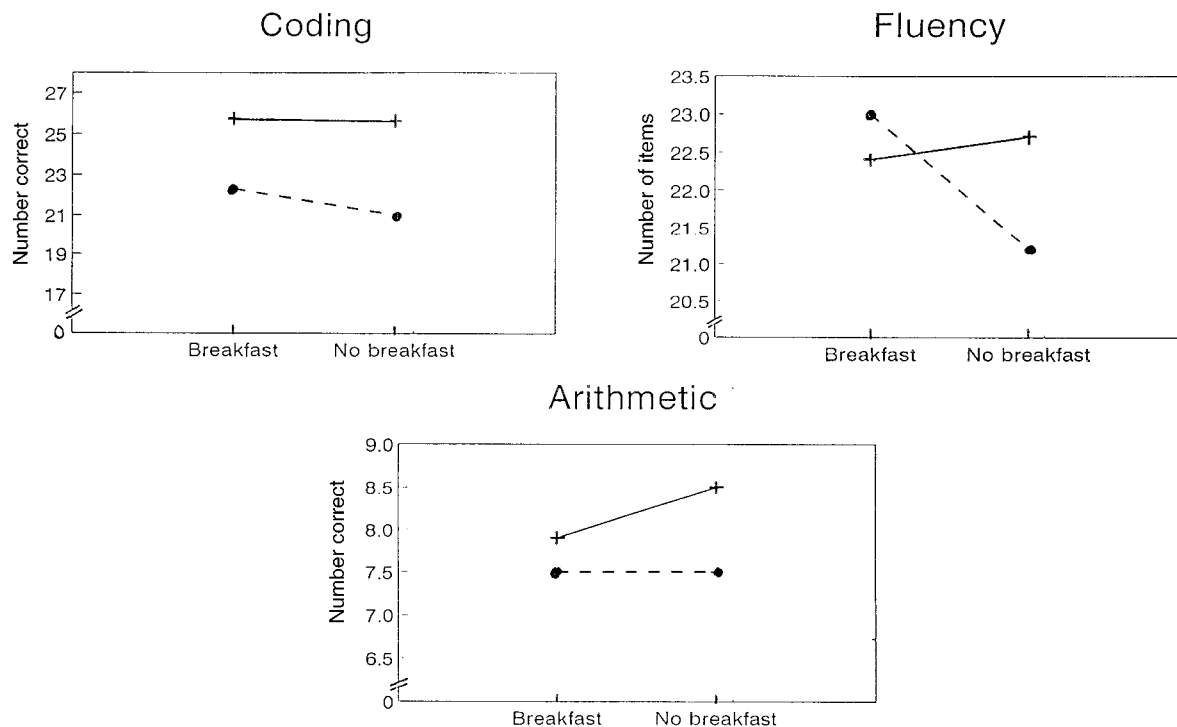 Coding
Number correct
27
25
23
21
19
17
0
Breakfast
No breakfast
Fluency
Number of items
23.5
23.0
22.5
22.0
21.5
21.0
20.5
0
Breakfast
No breakfast
Arithmetic
Number correct
9.0
8.5
8.0
7.5
7.0
6.5
0
Breakfast
No breakfast